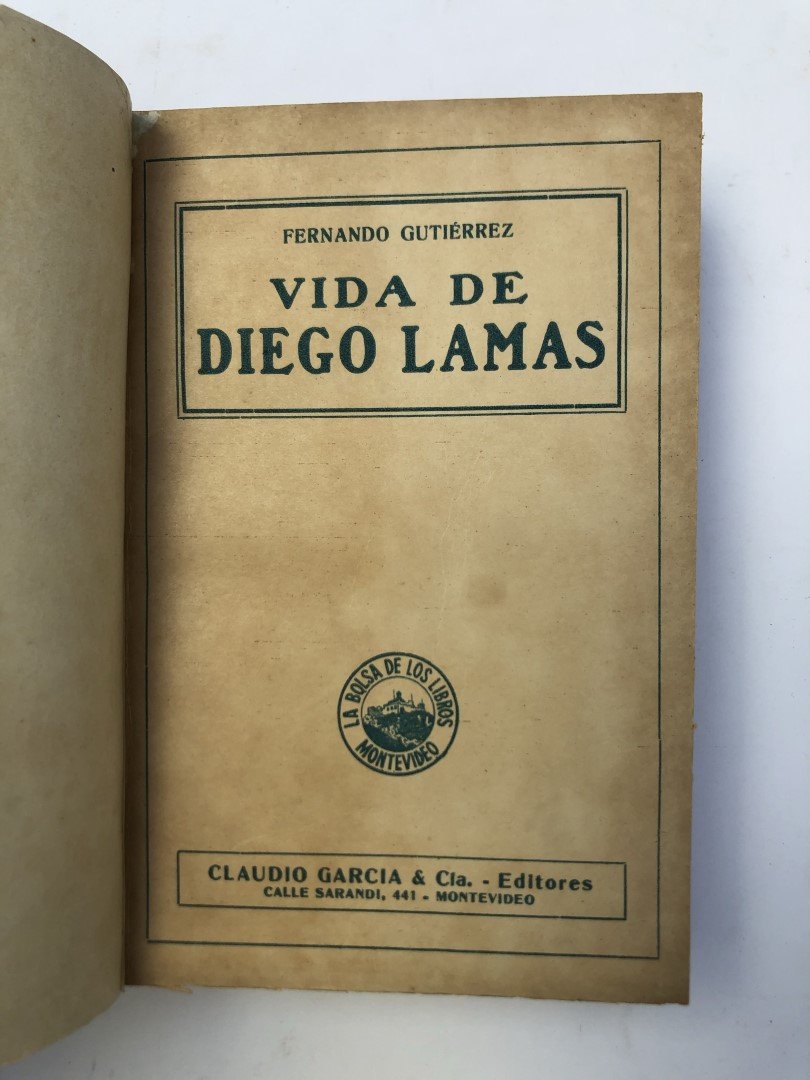 FERNANDO GUTIÉRREZ
VIDA DE
DIEGO LAMAS
LA BOLSA DE LOS LIBROS
MONTEVIDEO
CLAUDIO GARCIA & Cía. - Editores
CALLE SARANDI, 441 - MONTEVIDEO